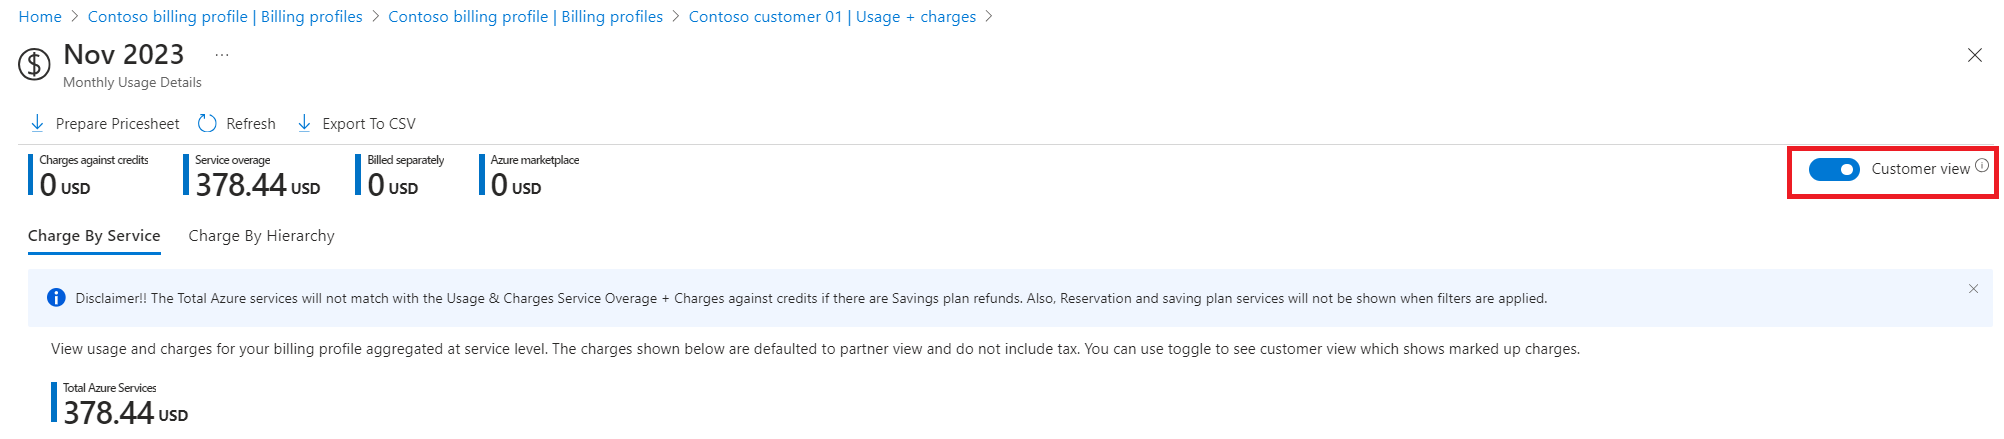 Home > Contoso billing profile | Billing profiles > Contoso billing profile | Billing profiles > Contoso customer 01 | Usage + charges >
Nov 2023 ...
Monthly Usage Details
Prepare Pricesheet Refresh Export To CSV
Charges against credits Service overage Billed separately Azure marketplace
0 USD 378.44 USD 0 USD 0 USD
Customer view
Charge By Service Charge By Hierarchy
Disclaimer!! The Total Azure services will not match with the Usage & Charges Service Overage + Charges against credits if there are Savings plan refunds. Also, Reservation and saving plan services will not be shown when filters are applied.
View usage and charges for your billing profile aggregated at service level. The charges shown below are defaulted to partner view and do not include tax. You can use toggle to see customer view which shows marked up charges.
Total Azure Services
378.44 USD